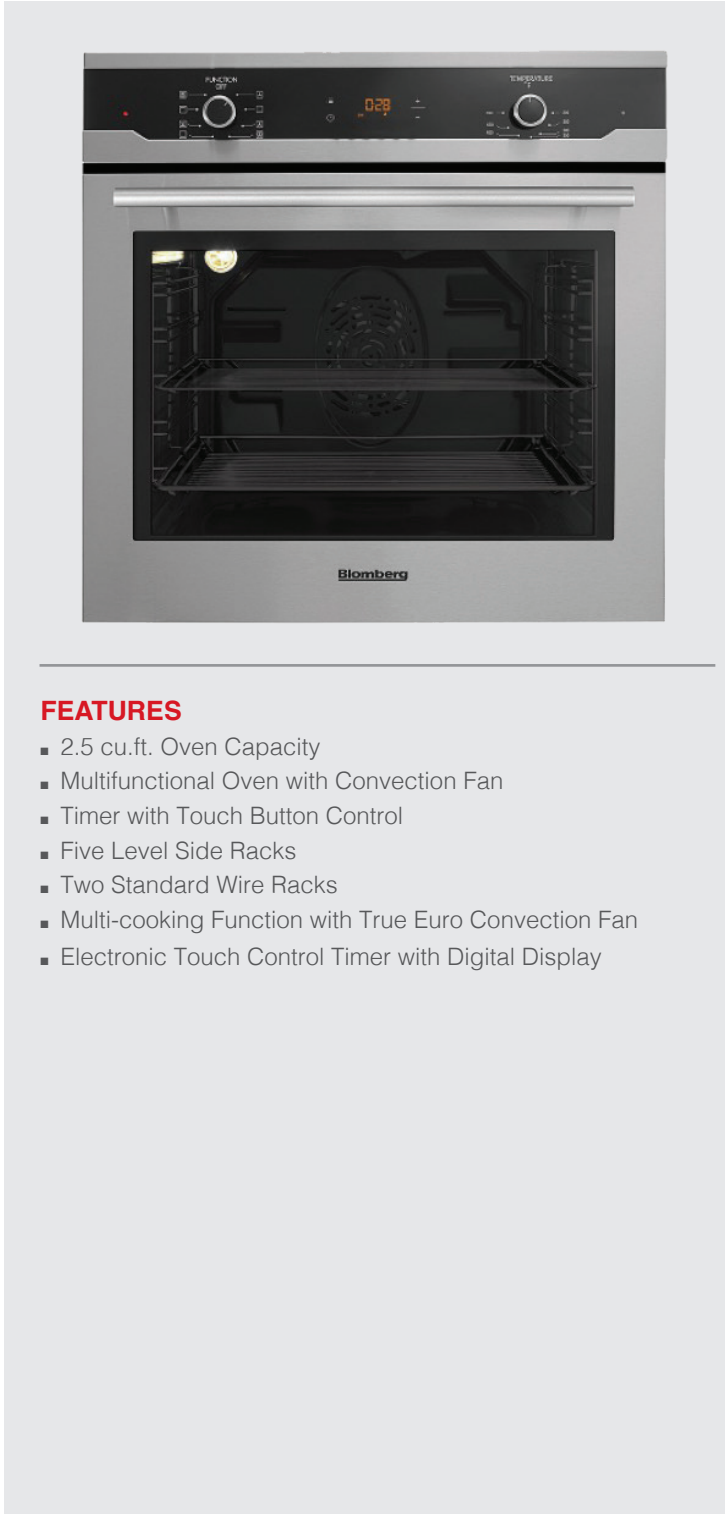 FUNCTION
OFF
TEMPERATURE
°F
028
Blomberg
FEATURES
▪ 2.5 cu.ft. Oven Capacity
▪ Multifunctional Oven with Convection Fan
▪ Timer with Touch Button Control
▪ Five Level Side Racks
▪ Two Standard Wire Racks
▪ Multi-cooking Function with True Euro Convection Fan
▪ Electronic Touch Control Timer with Digital Display